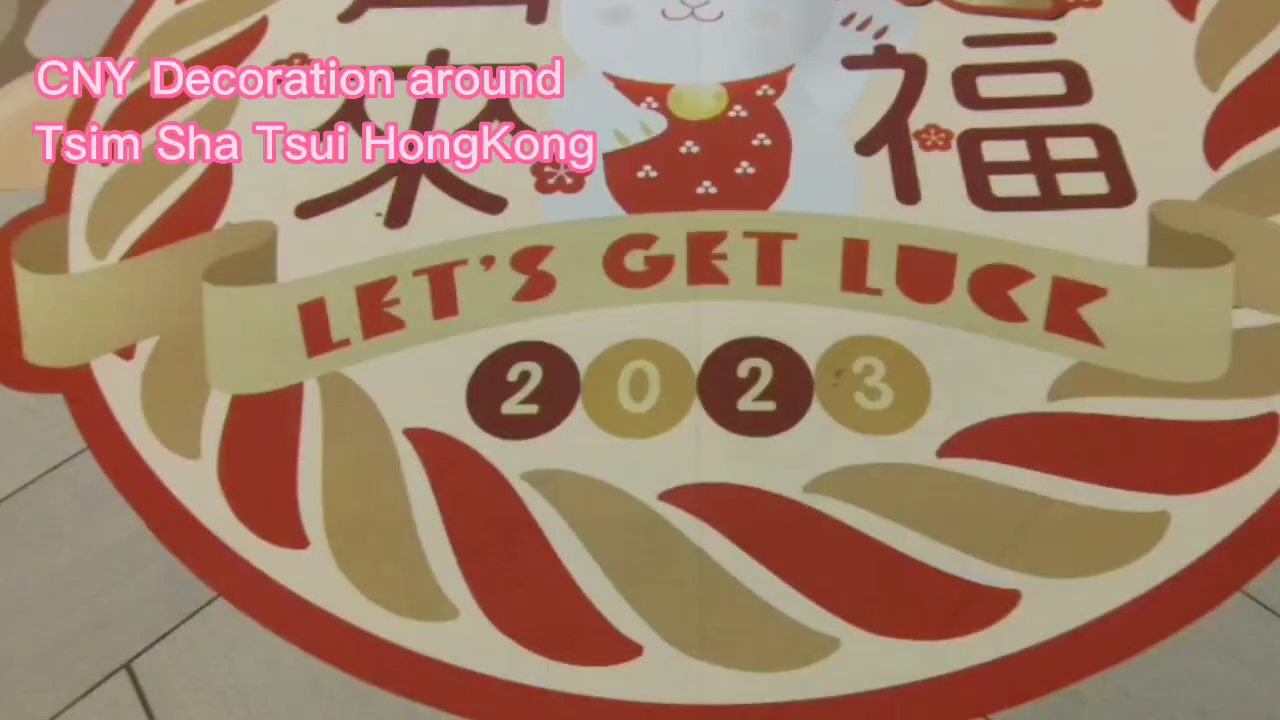 CNY Decoration around
Tsim Sha Tsui HongKong
來 福
LET'S GET LUCK
2023